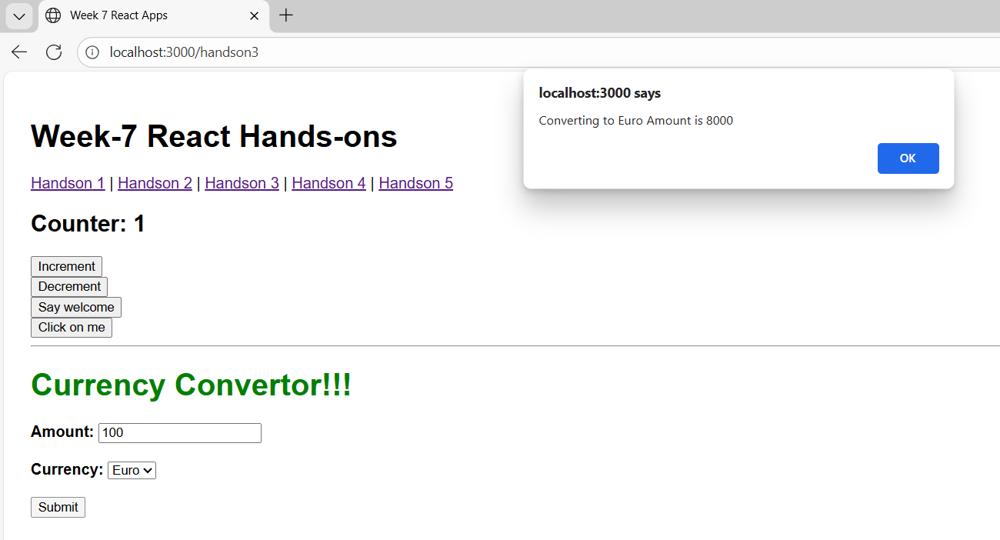 Week 7 React Apps
localhost:3000/handson3
localhost:3000 says
Converting to Euro Amount is 8000
OK
Week-7 React Hands-ons
Handson 1 | Handson 2 | Handson 3 | Handson 4 | Handson 5
Counter: 1
Increment
Decrement
Say welcome
Click on me
Currency Convertor!!!
Amount: 100
Currency: Euro
Submit